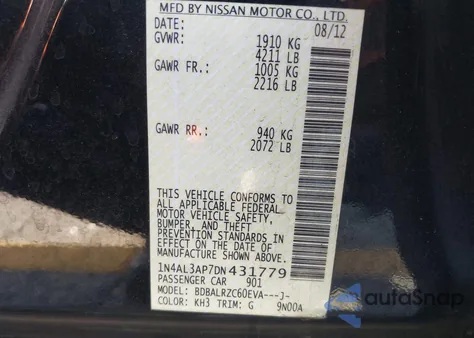 MFD BY NISSAN MOTOR CO., LTD.
08/12
GVWR: 1910 KG
4211 LB
GAWR FR: 1005 KG
2216 LB
GAWR RR: 940 KG
2072 LB
THIS VEHICLE CONFORMS TO
ALL APPLICABLE FEDERAL
MOTOR VEHICLE SAFETY,
BUMPER, AND THEFT
PREVENTION STANDARDS IN
EFFECT ON THE DATE OF
MANUFACTURE SHOWN ABOVE.
1N4AL3AP7DN431779
PASSENGER CAR 901
MODEL: BDBALRZC60EVA---J-
COLOR: KH3 TRIM: G 9N00A
AutoSnap